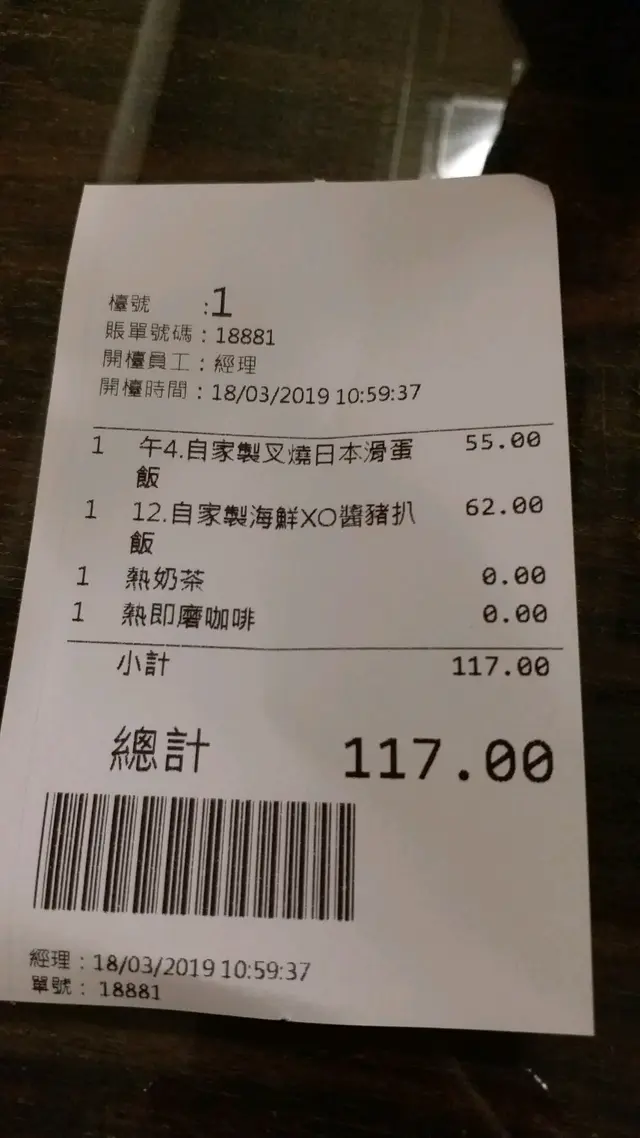 檯號 :1
賬單號碼：18881
開檯員工：經理
開檯時間：18/03/2019 10:59:37
1 午4.自家製叉燒日本滑蛋 55.00
飯
1 12.自家製海鮮XO醬豬扒 62.00
飯
1 熱奶茶 0.00
1 熱即磨咖啡 0.00
小計 117.00
總計 117.00
經理：18/03/2019 10:59:37
單號：18881